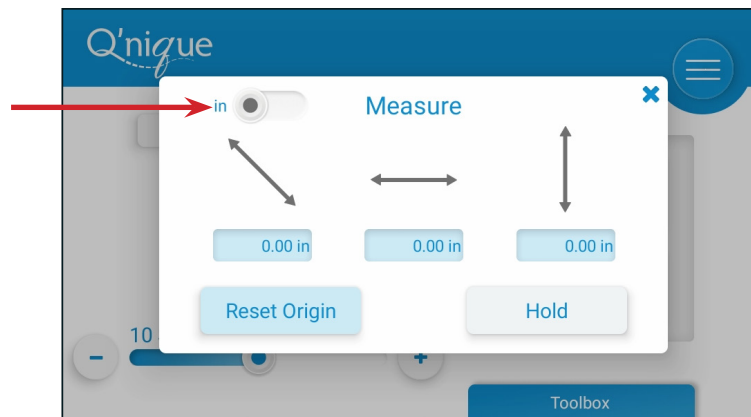 Q'nique
in
Measure
0.00 in
0.00 in
0.00 in
Reset Origin
Hold
10
Toolbox